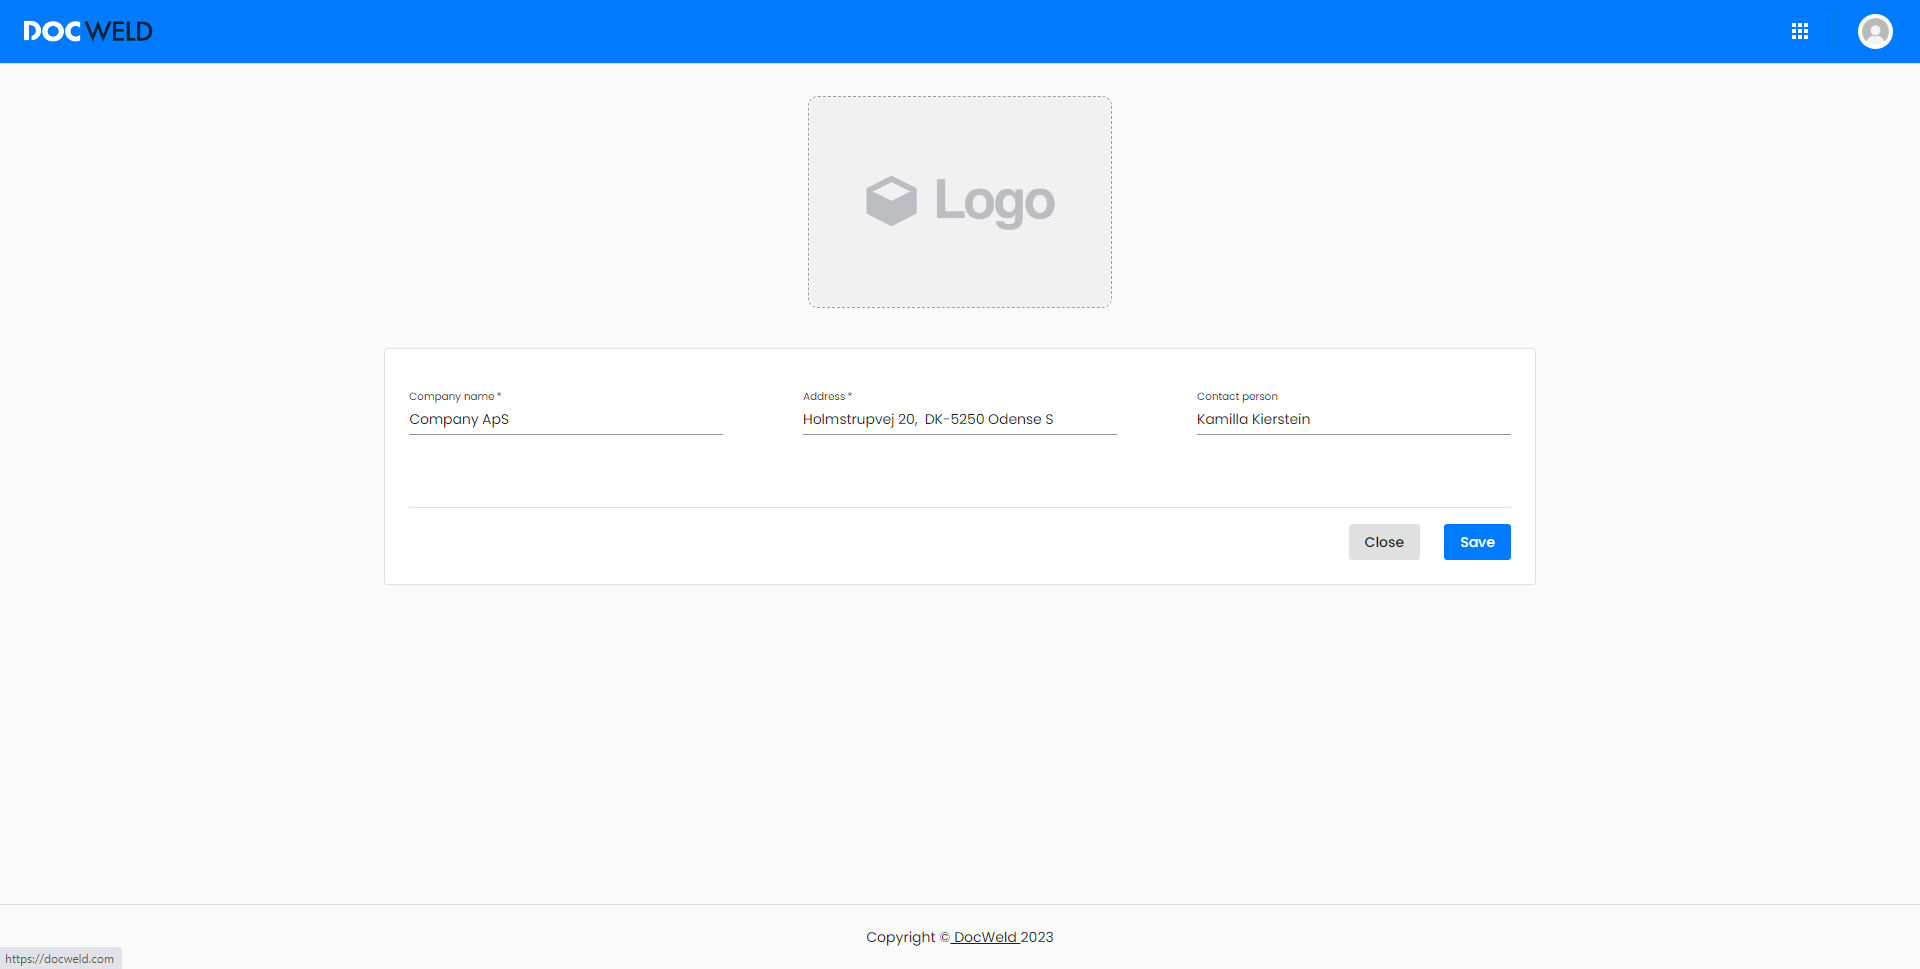 DOCWELD
Logo
Company name *
Company ApS
Address *
Holmstrupvej 20,  DK-5250 Odense S
Contact person
Kamilla Kierstein
Close
Save
Copyright © DocWeld 2023
https://docweld.com